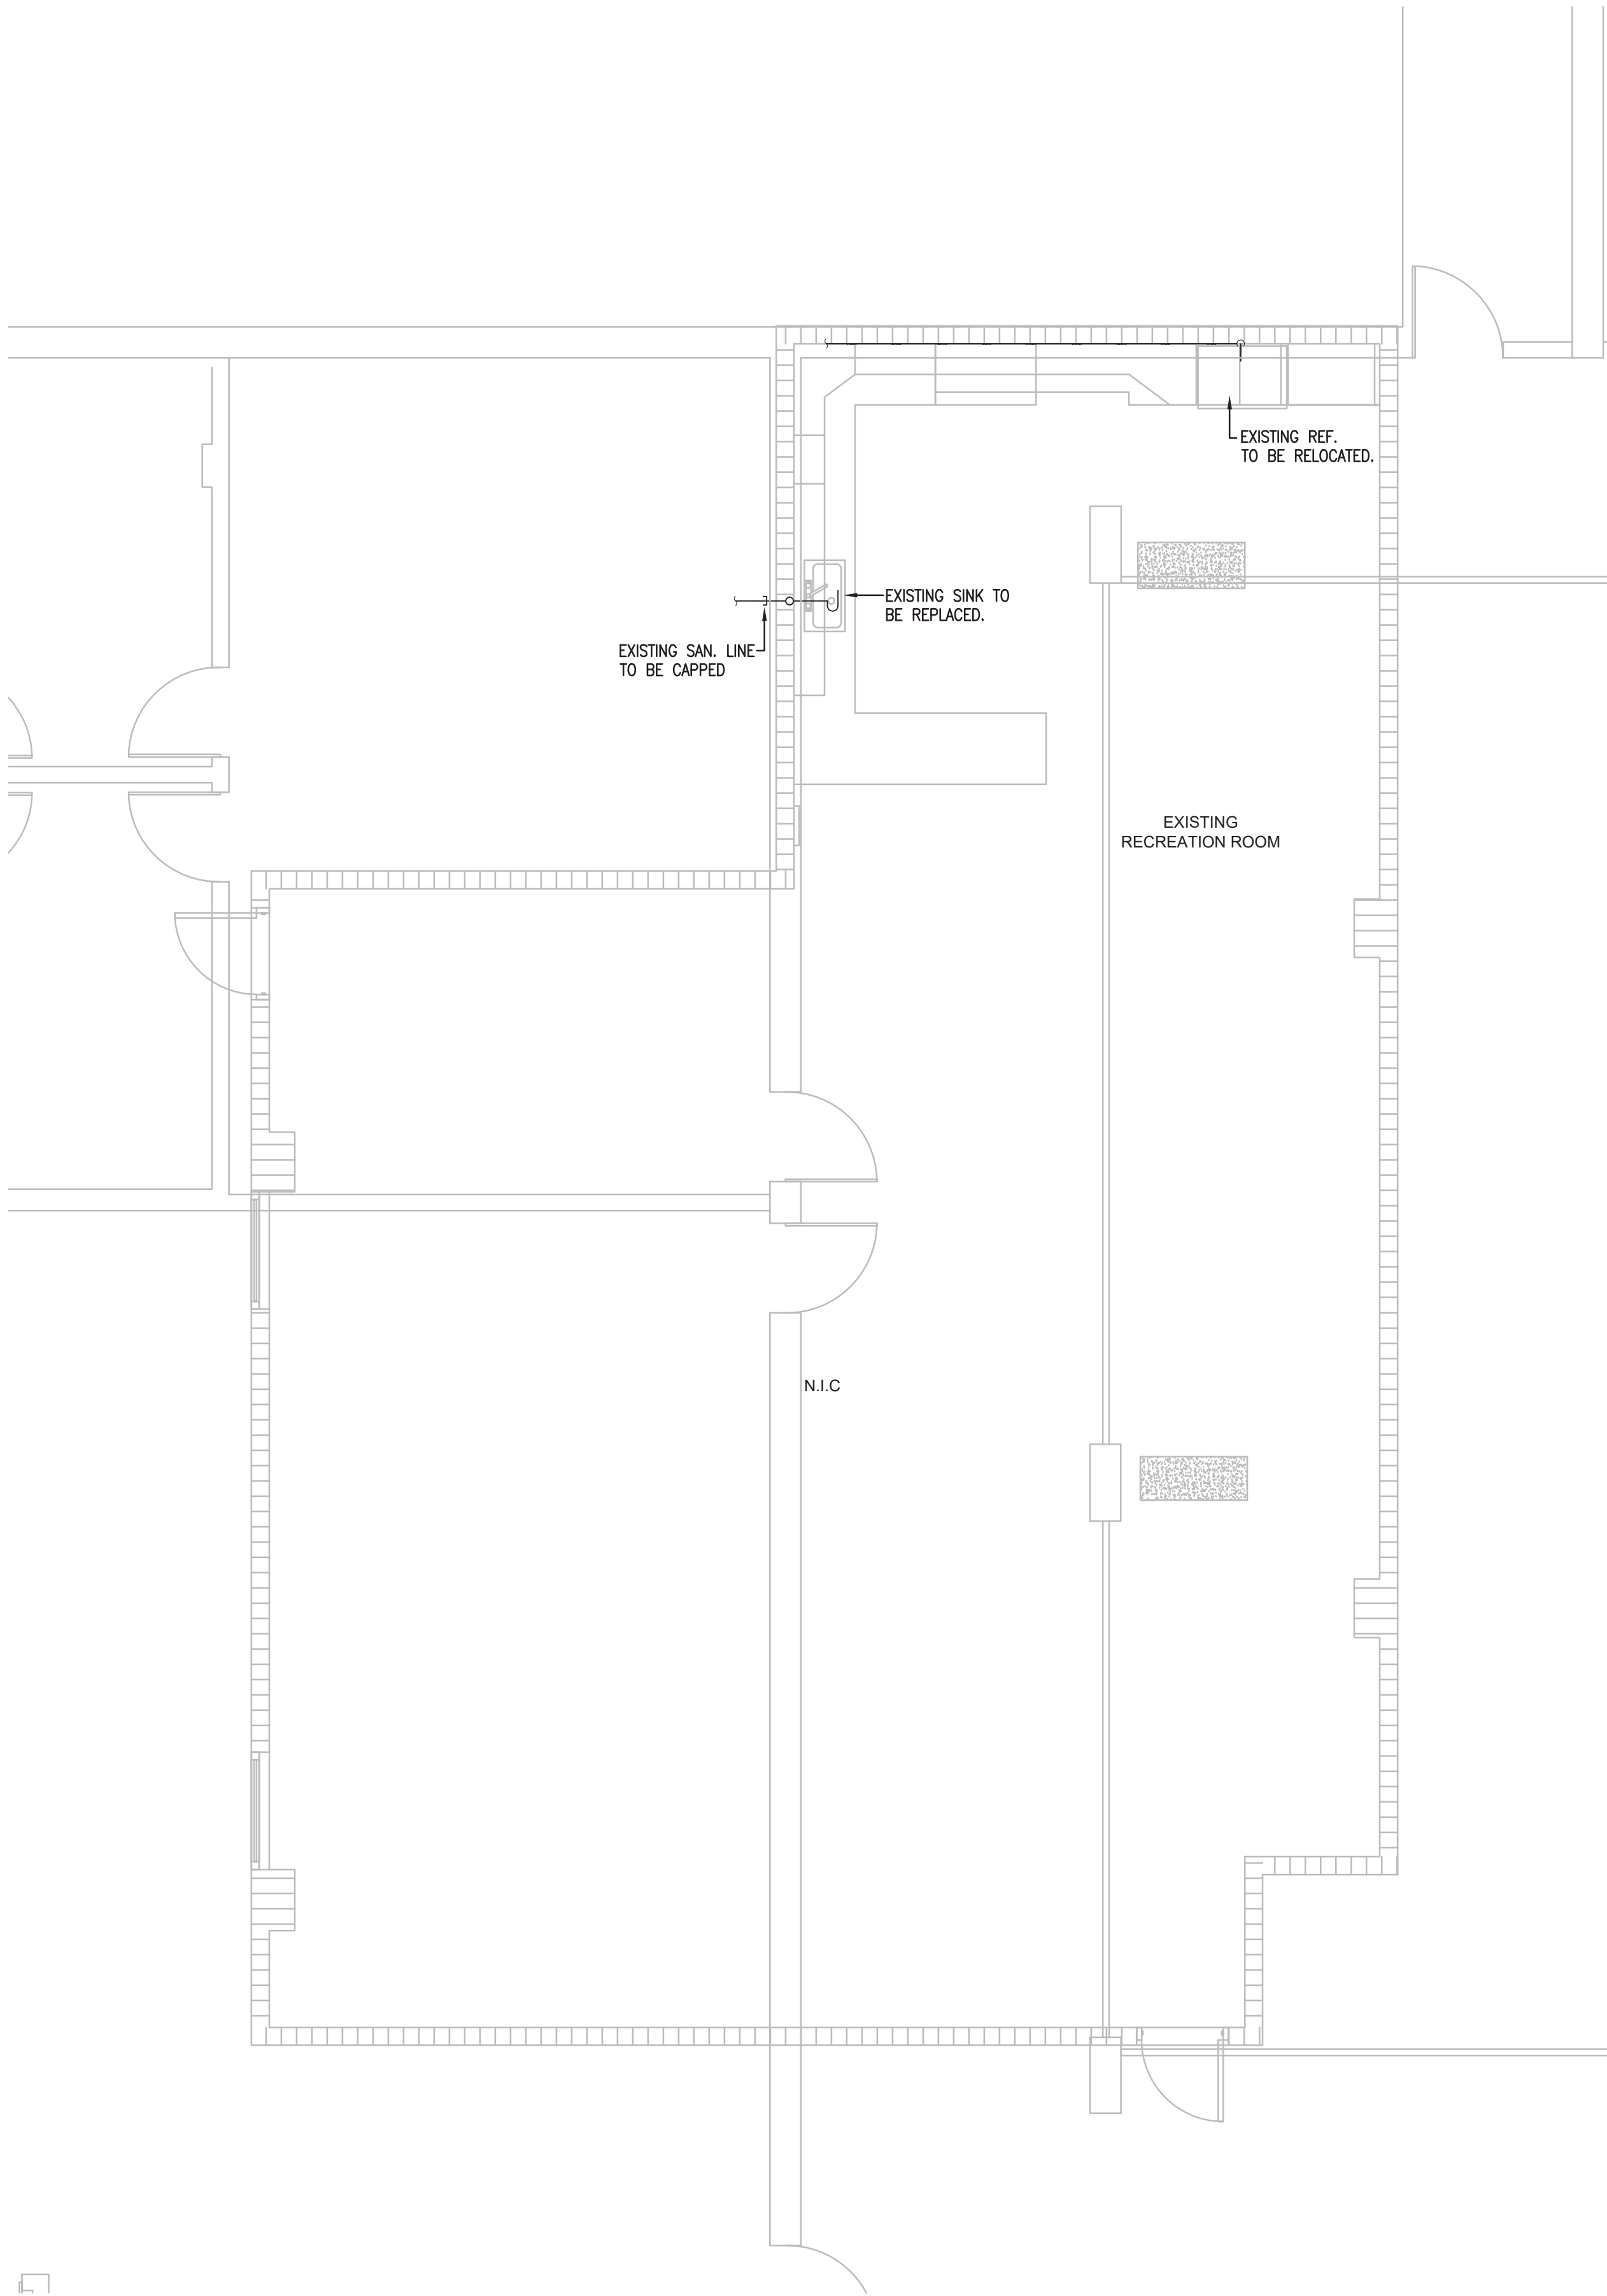 EXISTING REF.
TO BE RELOCATED.
EXISTING SINK TO
BE REPLACED.
EXISTING SAN. LINE
TO BE CAPPED
EXISTING
RECREATION ROOM
N.I.C